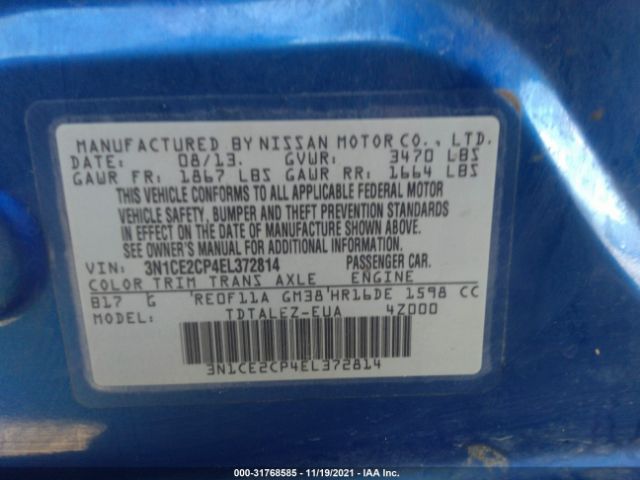 MANUFACTURED BY NISSAN MOTOR CO., LTD.
DATE: 08/13. GVWR: 3470 LBS
GAWR FR: 1867 LBS GAWR RR: 1664 LBS
THIS VEHICLE CONFORMS TO ALL APPLICABLE FEDERAL MOTOR
VEHICLE SAFETY, BUMPER AND THEFT PREVENTION STANDARDS
IN EFFECT ON THE DATE OF MANUFACTURE SHOWN ABOVE.
SEE OWNER'S MANUAL FOR ADDITIONAL INFORMATION.
VIN: 3N1CE2CP4EL372814 PASSENGER CAR.
COLOR TRIM TRANS AXLE ENGINE
B17 G RE0F11A GM38 HR16DE 1598 CC
MODEL: TDTALEZ-EUA 4Z000
3N1CE2CP4EL372814
000-31768585 - 11/19/2021 - IAA Inc.